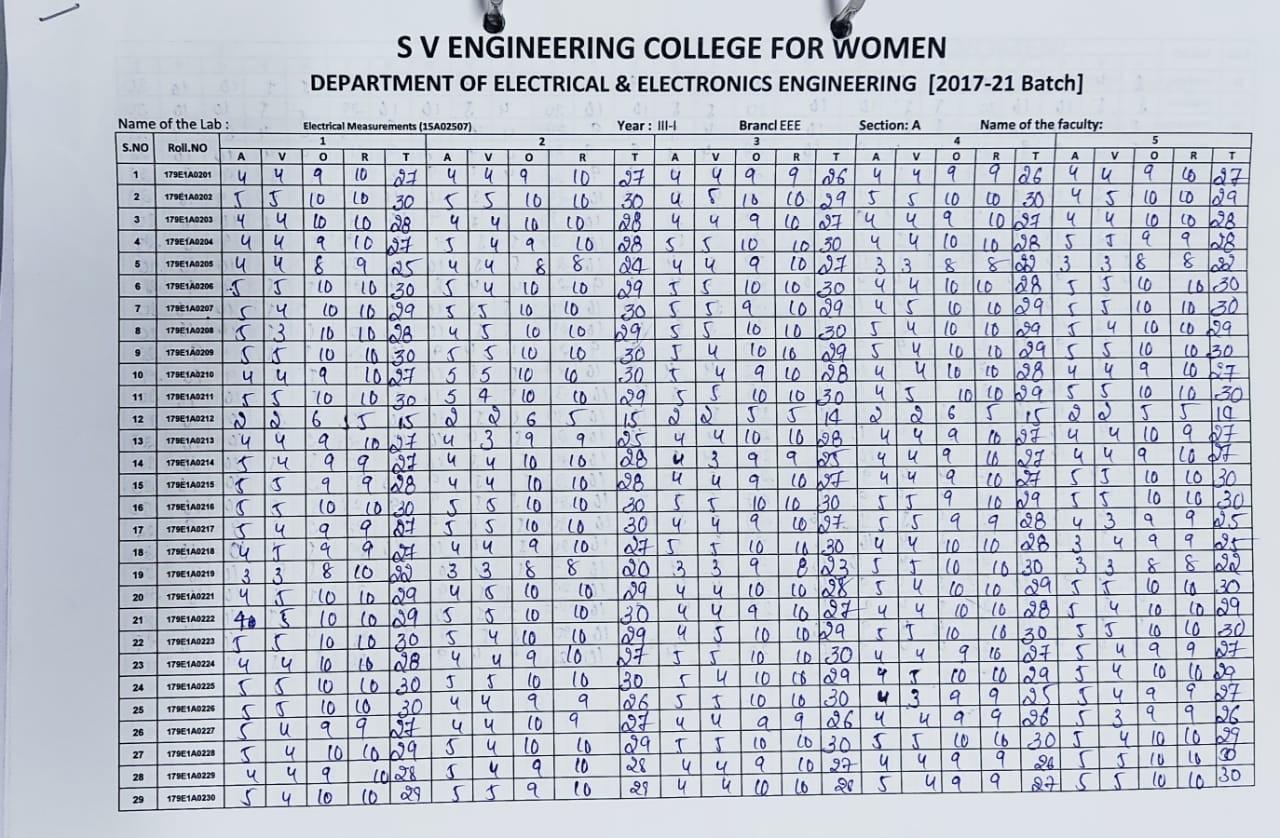 S V ENGINEERING COLLEGE FOR WOMEN
DEPARTMENT OF ELECTRICAL & ELECTRONICS ENGINEERING [2017-21 Batch]
Name of the Lab : Electrical Measurements (15A02507) Year : III-I Brancl EEE Section: A Name of the faculty:
S.NO Roll.NO 1 2 3 4 5
A V O R T A V O R T A V O R T A V O R T A V O R T
1 179E1A0201 4 4 9 10 27 4 4 9 10 27 4 4 9 9 26 4 4 9 9 26 4 4 9 10 27
2 179E1A0202 5 5 10 10 30 5 5 10 10 30 4 5 10 10 29 5 5 10 10 30 4 5 10 10 29
3 179E1A0203 4 4 10 10 28 4 4 10 10 28 4 4 9 10 27 4 4 9 10 27 4 4 10 10 28
4 179E1A0204 4 4 9 10 27 5 4 9 10 28 5 5 10 10 30 4 4 10 10 28 5 5 9 9 28
5 179E1A0205 4 4 8 9 25 4 4 8 8 24 4 4 9 10 27 3 3 8 8 22 3 3 8 8 22
6 179E1A0206 5 5 10 10 30 5 4 10 10 29 5 5 10 10 30 4 4 10 10 28 5 5 10 10 30
7 179E1A0207 5 4 10 10 29 5 5 10 10 30 5 5 9 10 29 4 5 10 10 29 5 5 10 10 30
8 179E1A0208 5 3 10 10 28 4 5 10 10 29 5 5 10 10 30 5 4 10 10 29 5 4 10 10 29
9 179E1A0209 5 5 10 10 30 5 5 10 10 30 5 4 10 10 29 5 4 10 10 29 5 5 10 10 30
10 179E1A0210 4 4 9 10 27 5 5 10 10 30 5 4 9 10 28 4 4 10 10 28 4 4 9 10 27
11 179E1A0211 5 5 10 10 30 5 4 10 10 29 5 5 10 10 30 4 5 10 10 29 5 5 10 10 30
12 179E1A0212 2 2 6 5 15 2 2 6 5 15 2 2 5 5 14 2 2 6 5 15 2 2 5 5 14
13 179E1A0213 4 4 9 10 27 4 3 9 9 25 4 4 10 10 28 4 4 9 10 27 4 4 10 9 27
14 179E1A0214 5 4 9 9 27 4 4 10 10 28 4 3 9 9 25 4 4 9 10 27 4 4 9 10 27
15 179E1A0215 5 5 9 9 28 4 4 10 10 28 4 4 9 10 27 4 4 9 10 27 5 5 10 10 30
16 179E1A0216 5 5 10 10 30 5 5 10 10 30 5 5 10 10 30 5 5 9 10 29 5 5 10 10 30
17 179E1A0217 5 4 9 9 27 5 5 10 10 30 4 4 9 10 27 5 5 9 9 28 4 3 9 9 25
18 179E1A0218 4 5 9 9 27 4 4 9 10 27 5 5 10 10 30 4 4 10 10 28 3 4 9 9 25
19 179E1A0219 3 3 8 10 22 3 3 8 8 20 3 3 9 8 23 5 5 10 10 30 3 3 8 8 22
20 179E1A0221 4 5 10 10 29 4 5 10 10 29 4 4 10 10 28 5 4 10 10 29 5 5 10 10 30
21 179E1A0222 4 5 10 10 29 5 5 10 10 30 4 4 9 10 27 4 4 10 10 28 5 4 10 10 29
22 179E1A0223 5 5 10 10 30 5 4 10 10 29 4 5 10 10 29 5 5 10 10 30 5 5 10 10 30
23 179E1A0224 4 4 10 10 28 4 4 9 10 27 5 5 10 10 30 4 4 9 10 27 5 4 9 9 27
24 179E1A0225 5 5 10 10 30 5 5 10 10 30 5 4 10 10 29 4 5 10 10 29 5 4 10 10 29
25 179E1A0226 5 5 10 10 30 4 4 9 9 26 5 5 10 10 30 4 3 9 9 25 5 4 9 9 27
26 179E1A0227 5 4 9 9 27 4 4 10 9 27 4 4 9 9 26 4 4 9 9 26 5 3 9 9 26
27 179E1A0228 5 4 10 10 29 5 4 10 10 29 5 5 10 10 30 5 5 10 10 30 5 4 10 10 29
28 179E1A0229 4 4 9 10 28 5 4 9 10 28 4 4 9 10 27 4 4 9 9 26 5 5 10 10 30
29 179E1A0230 5 4 10 10 29 5 5 9 10 29 4 4 10 10 28 5 4 9 9 27 5 5 10 10 30